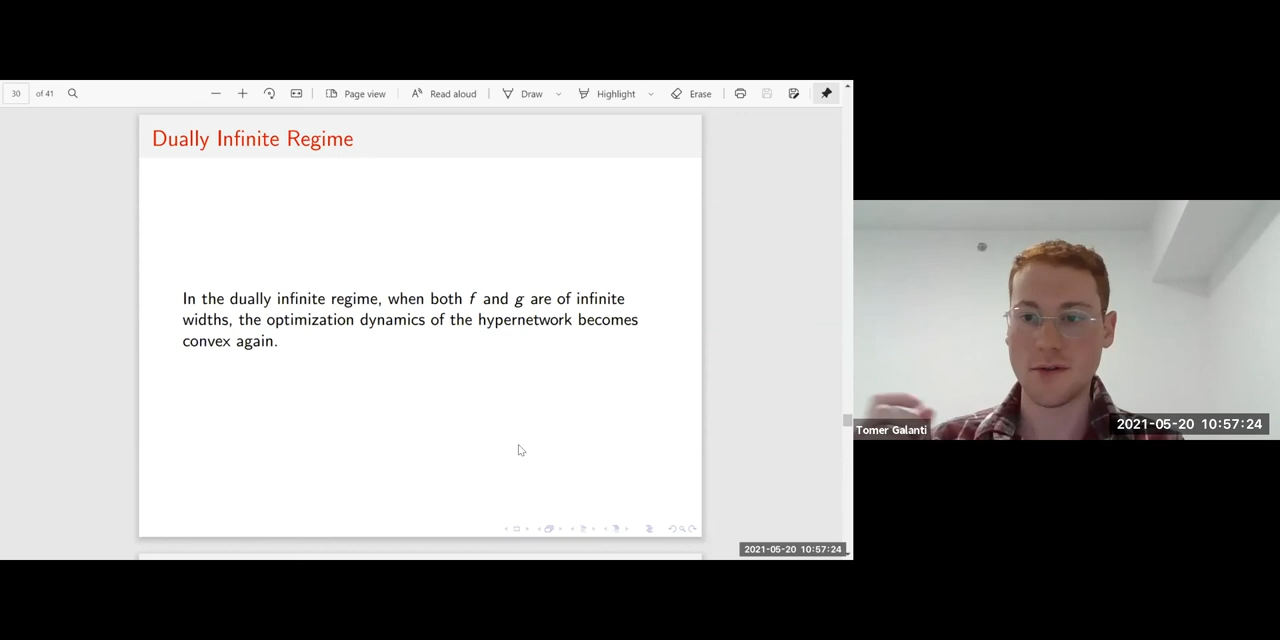 30 of 41
Page view
Read aloud
Draw
Highlight
Erase
Dually Infinite Regime
In the dually infinite regime, when both f and g are of infinite
widths, the optimization dynamics of the hypernetwork becomes
convex again.
2021-05-20 10:57:24
Tomer Galanti
2021-05-20 10:57:24